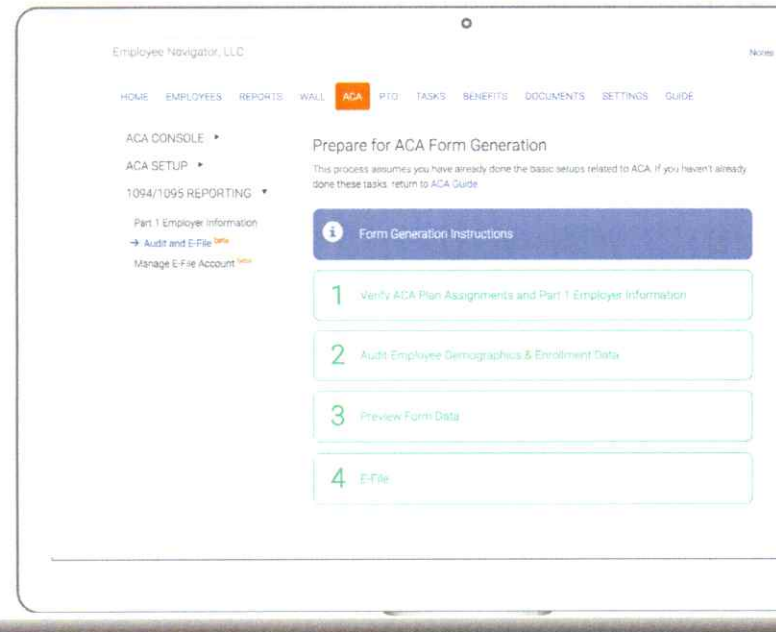 Employee Navigator, LLC
Notes
HOME EMPLOYEES REPORTS WALL ACA PTO TASKS BENEFITS DOCUMENTS SETTINGS GUIDE
ACA CONSOLE
ACA SETUP
1094/1095 REPORTING
Part 1 Employer Information
→ Audit and E-File beta
Manage E-File Account beta
Prepare for ACA Form Generation
This process assumes you have already done the basic setups related to ACA. If you haven't already
done these tasks, return to ACA Guide
i Form Generation Instructions
1 Verify ACA Plan Assignments and Part 1 Employer Information
2 Audit Employee Demographics & Enrollment Data
3 Preview Form Data
4 E-File